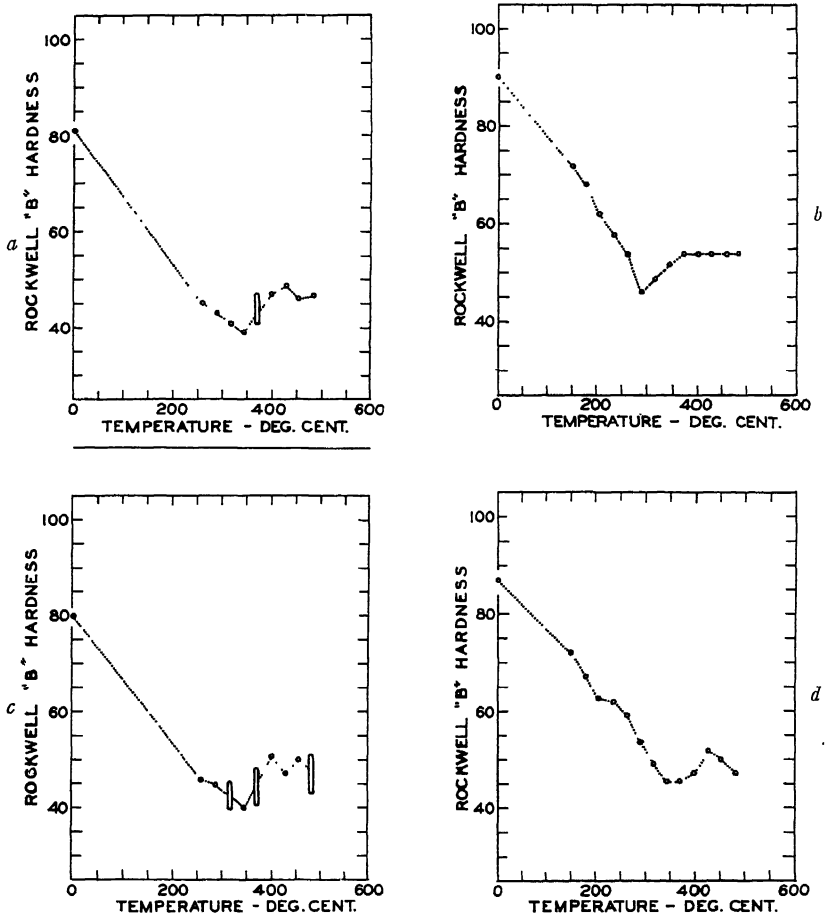 a
ROCKWELL "B" HARDNESS
100
80
60
40
0 200 400 600
TEMPERATURE - DEG. CENT.
b
ROCKWELL "B" HARDNESS
100
80
60
40
0 200 400 600
TEMPERATURE - DEG. CENT.
c
ROCKWELL "B" HARDNESS
100
80
60
40
0 200 400 600
TEMPERATURE - DEG. CENT.
d
ROCKWELL "B" HARDNESS
100
80
60
40
0 200 400 600
TEMPERATURE - DEG. CENT.